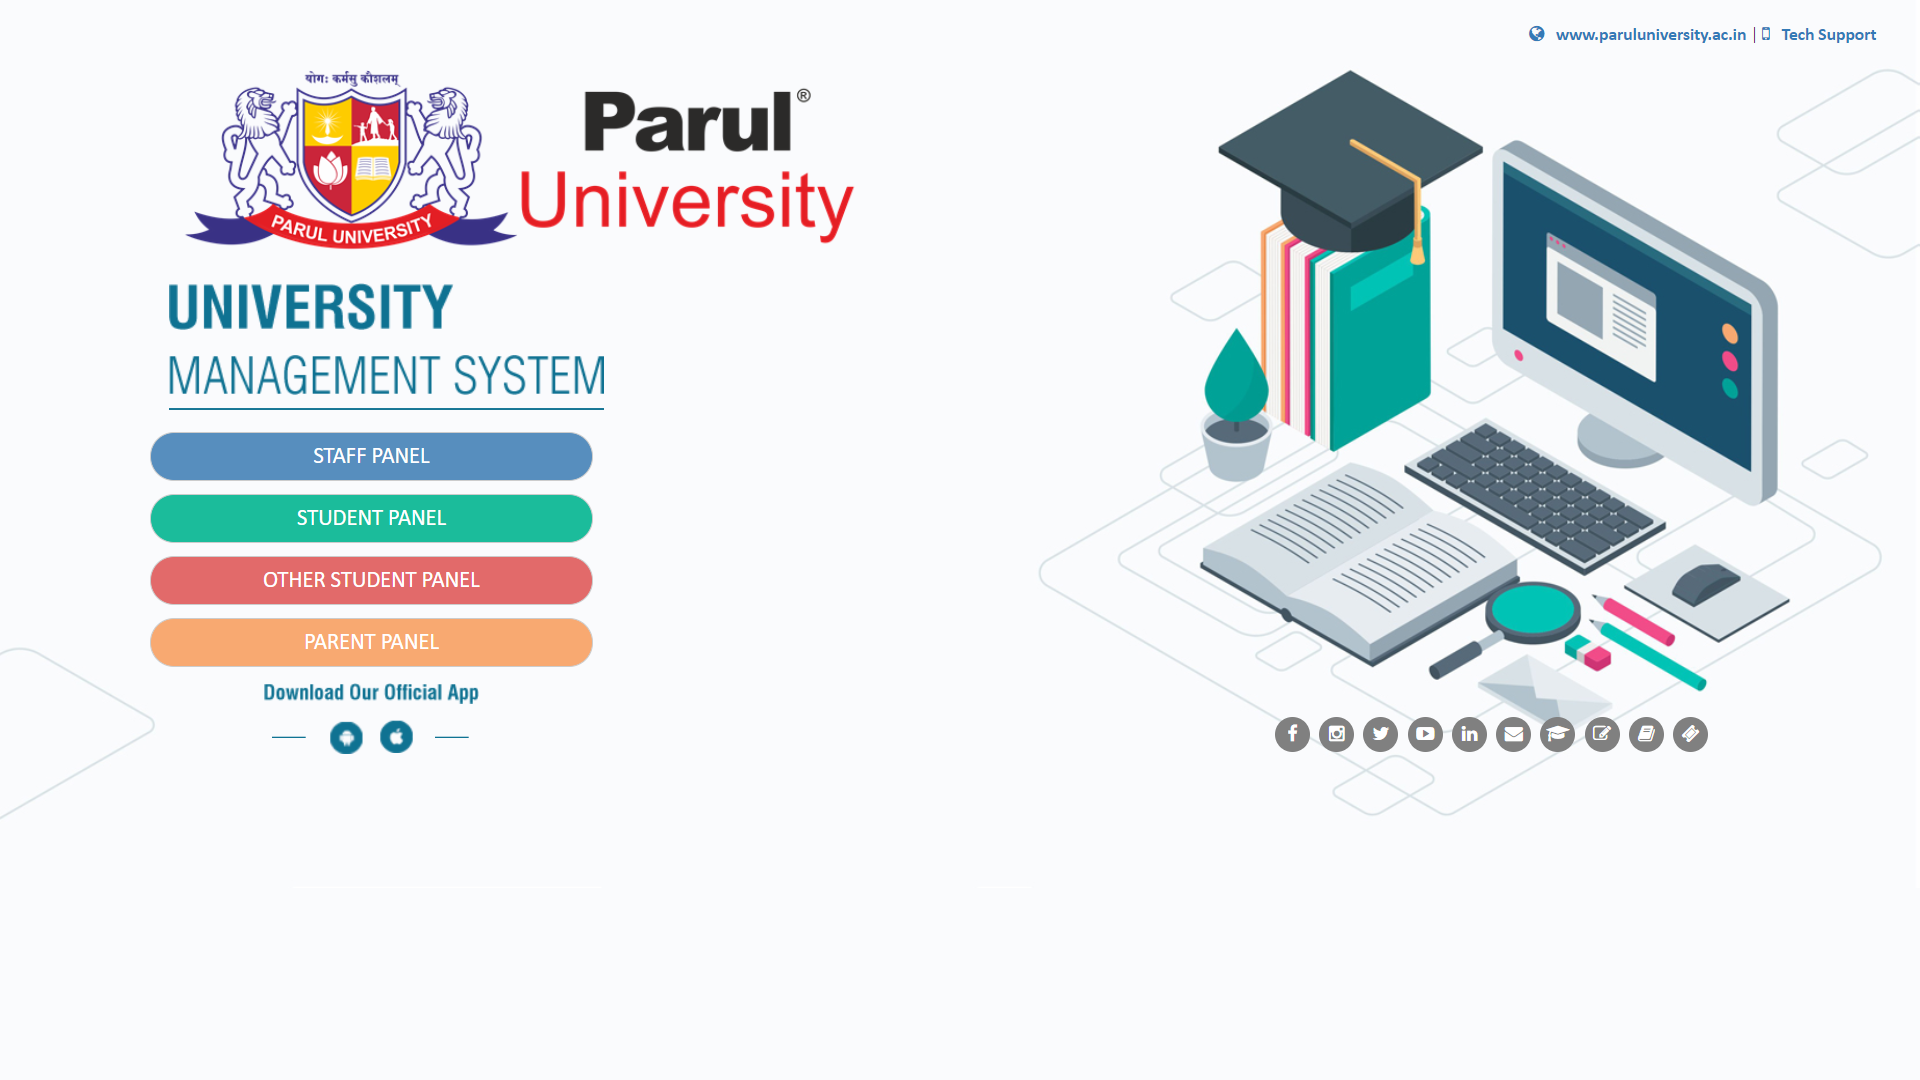 www.paruluniversity.ac.in | Tech Support
योगः कर्मसु कौशलम्
PARUL UNIVERSITY
Parul®
University
UNIVERSITY
MANAGEMENT SYSTEM
STAFF PANEL
STUDENT PANEL
OTHER STUDENT PANEL
PARENT PANEL
Download Our Official App